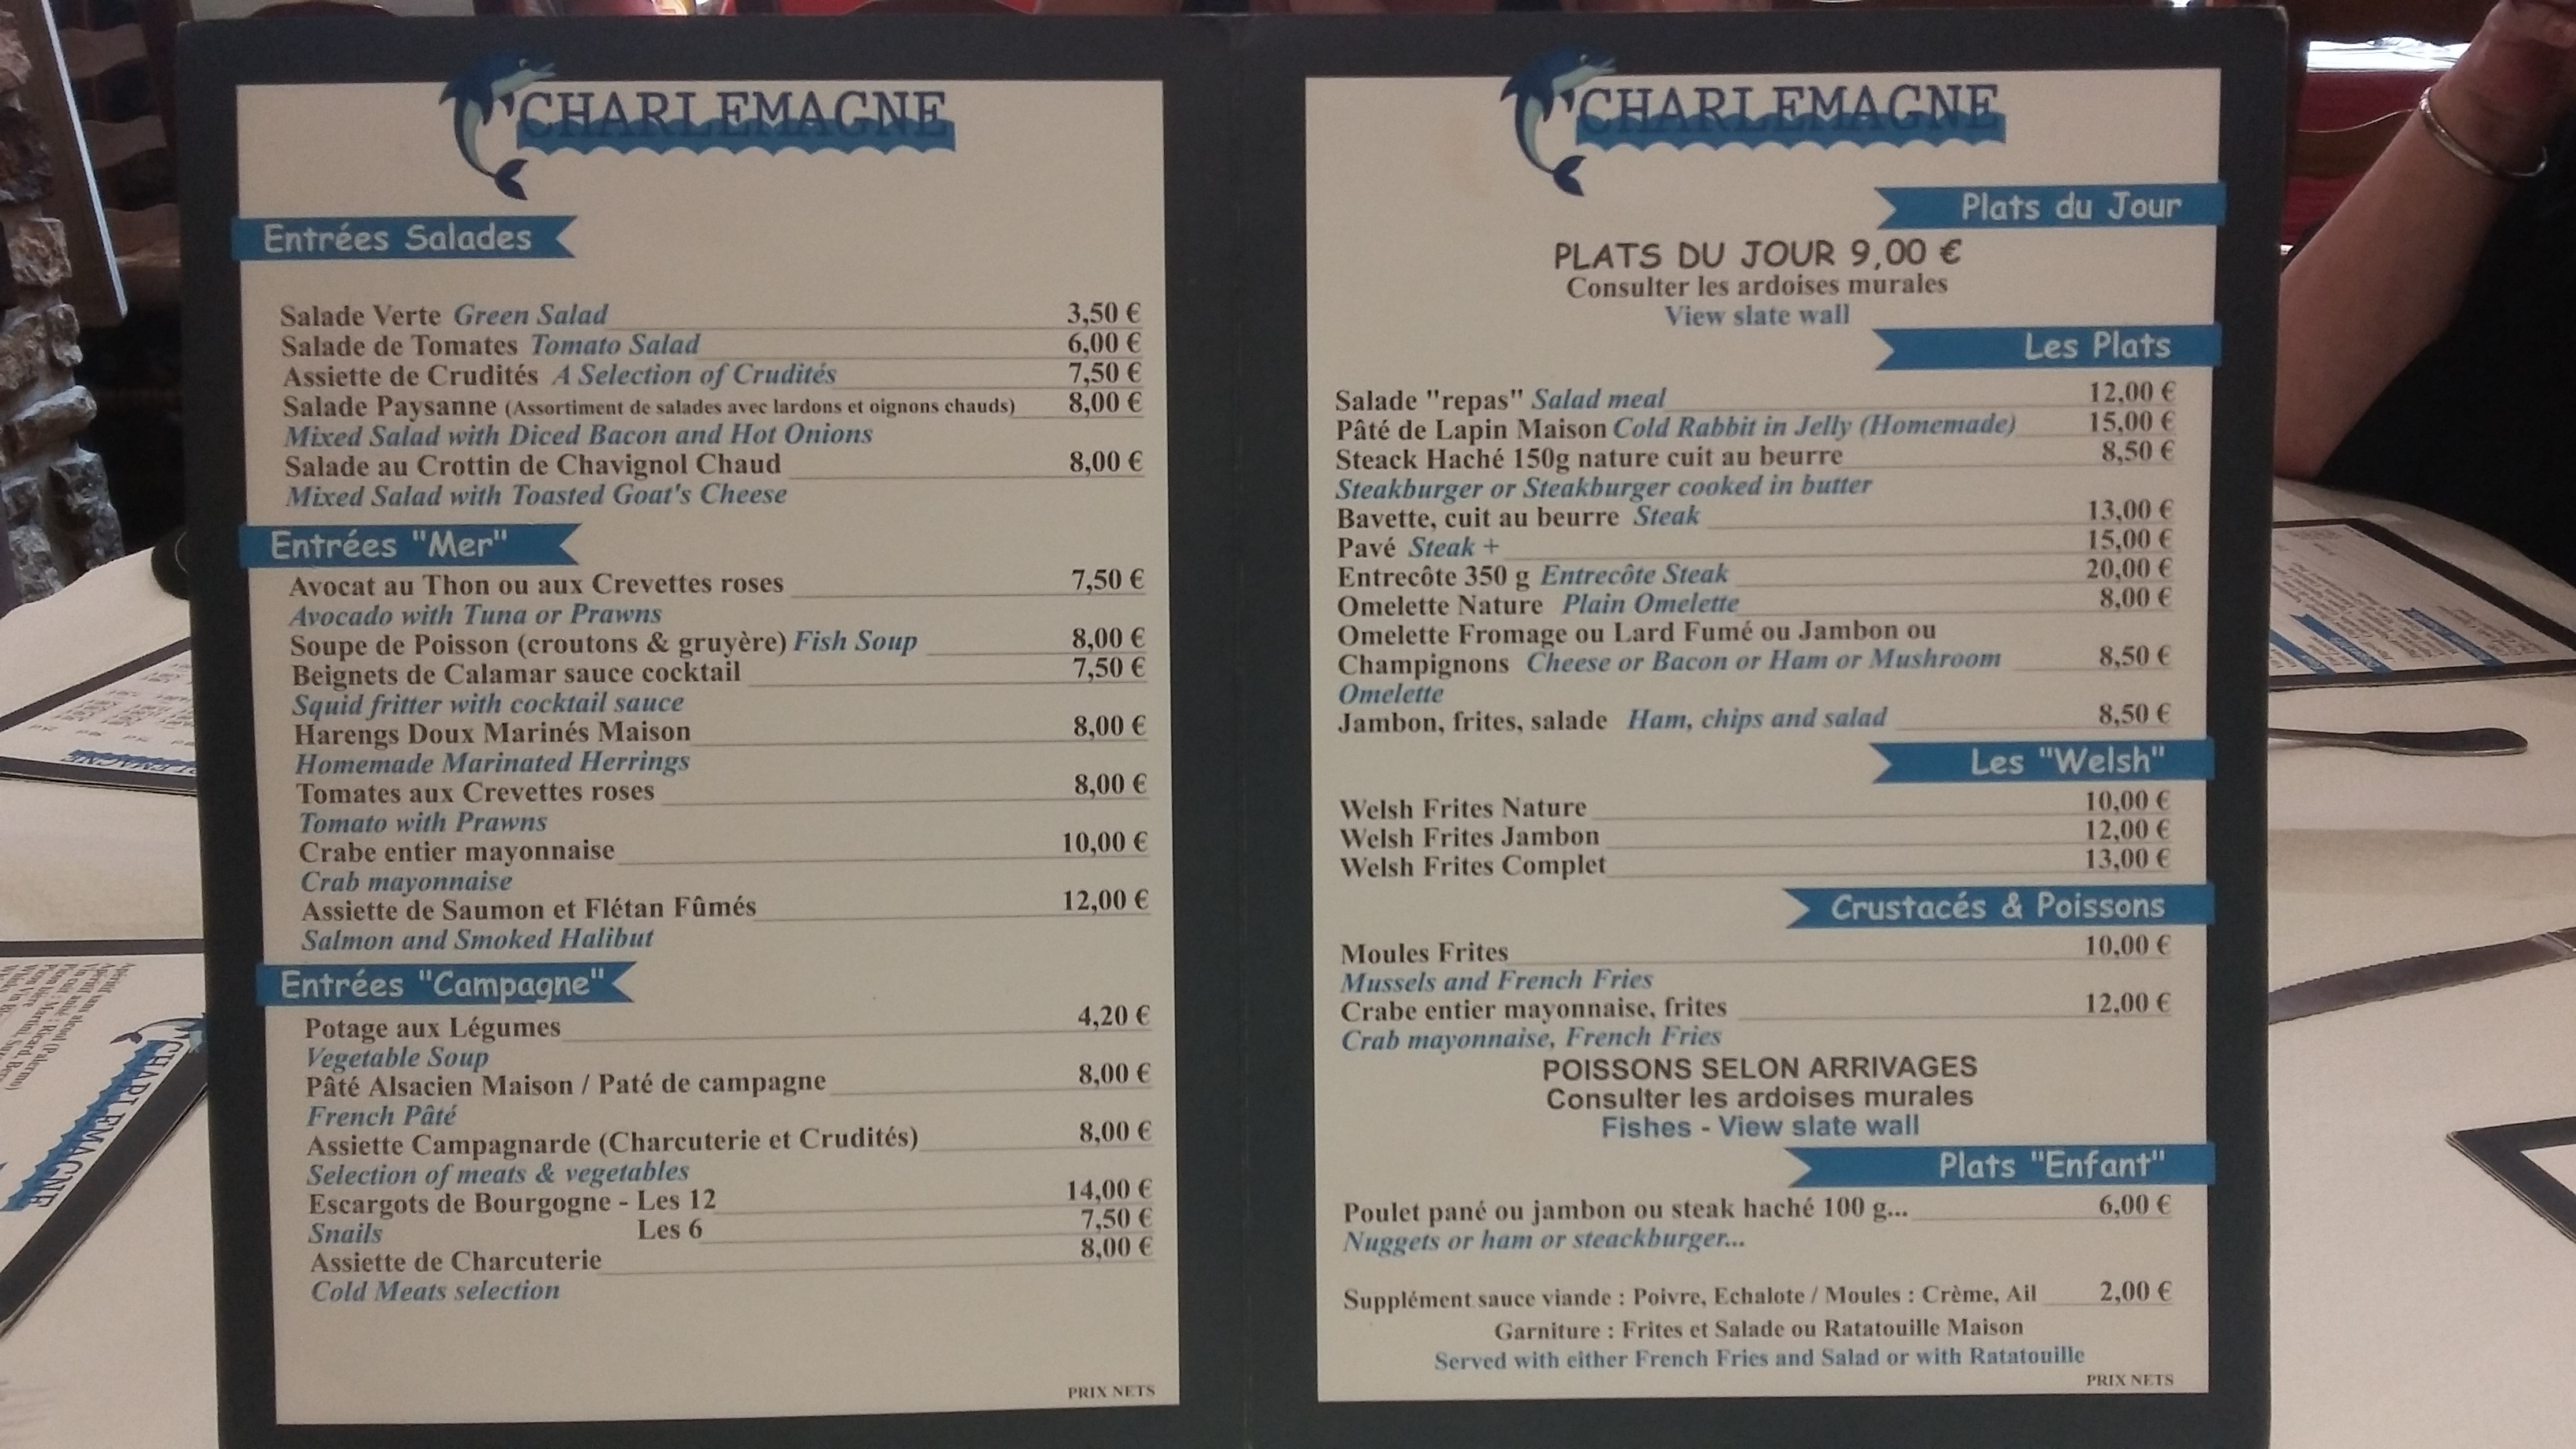 CHARLEMAGNE
Entrées Salades
Salade Verte Green Salad 3,50 €
Salade de Tomates Tomato Salad 6,00 €
Assiette de Crudités A Selection of Crudités 7,50 €
Salade Paysanne (Assortiment de salades avec lardons et oignons chauds) 8,00 €
Mixed Salad with Diced Bacon and Hot Onions
Salade au Crottin de Chavignol Chaud 8,00 €
Mixed Salad with Toasted Goat's Cheese
Entrées "Mer"
Avocat au Thon ou aux Crevettes roses 7,50 €
Avocado with Tuna or Prawns
Soupe de Poisson (croutons & gruyère) Fish Soup 8,00 €
Beignets de Calamar sauce cocktail 7,50 €
Squid fritter with cocktail sauce
Harengs Doux Marinés Maison 8,00 €
Homemade Marinated Herrings
Tomates aux Crevettes roses 8,00 €
Tomato with Prawns
Crabe entier mayonnaise 10,00 €
Crab mayonnaise
Assiette de Saumon et Flétan Fûmés 12,00 €
Salmon and Smoked Halibut
Entrées "Campagne"
Potage aux Légumes 4,20 €
Vegetable Soup
Pâté Alsacien Maison / Paté de campagne 8,00 €
French Pâté
Assiette Campagnarde (Charcuterie et Crudités) 8,00 €
Selection of meats & vegetables
Escargots de Bourgogne - Les 12 14,00 €
Snails Les 6 7,50 €
Assiette de Charcuterie 8,00 €
Cold Meats selection
PRIX NETS
CHARLEMAGNE
Plats du Jour
PLATS DU JOUR 9,00 €
Consulter les ardoises murales
View slate wall
Les Plats
Salade "repas" Salad meal 12,00 €
Pâté de Lapin Maison Cold Rabbit in Jelly (Homemade) 15,00 €
Steack Haché 150g nature cuit au beurre 8,50 €
Steakburger or Steakburger cooked in butter
Bavette, cuit au beurre Steak 13,00 €
Pavé Steak + 15,00 €
Entrecôte 350 g Entrecôte Steak 20,00 €
Omelette Nature Plain Omelette 8,00 €
Omelette Fromage ou Lard Fumé ou Jambon ou
Champignons Cheese or Bacon or Ham or Mushroom 8,50 €
Omelette
Jambon, frites, salade Ham, chips and salad 8,50 €
Les "Welsh"
Welsh Frites Nature 10,00 €
Welsh Frites Jambon 12,00 €
Welsh Frites Complet 13,00 €
Crustacés & Poissons
Moules Frites 10,00 €
Mussels and French Fries
Crabe entier mayonnaise, frites 12,00 €
Crab mayonnaise, French Fries
POISSONS SELON ARRIVAGES
Consulter les ardoises murales
Fishes - View slate wall
Plats "Enfant"
Poulet pané ou jambon ou steak haché 100 g... 6,00 €
Nuggets or ham or steackburger...
Supplément sauce viande : Poivre, Echalote / Moules : Crème, Ail 2,00 €
Garniture : Frites et Salade ou Ratatouille Maison
Served with either French Fries and Salad or with Ratatouille
PRIX NETS
CHARLEMAGNE